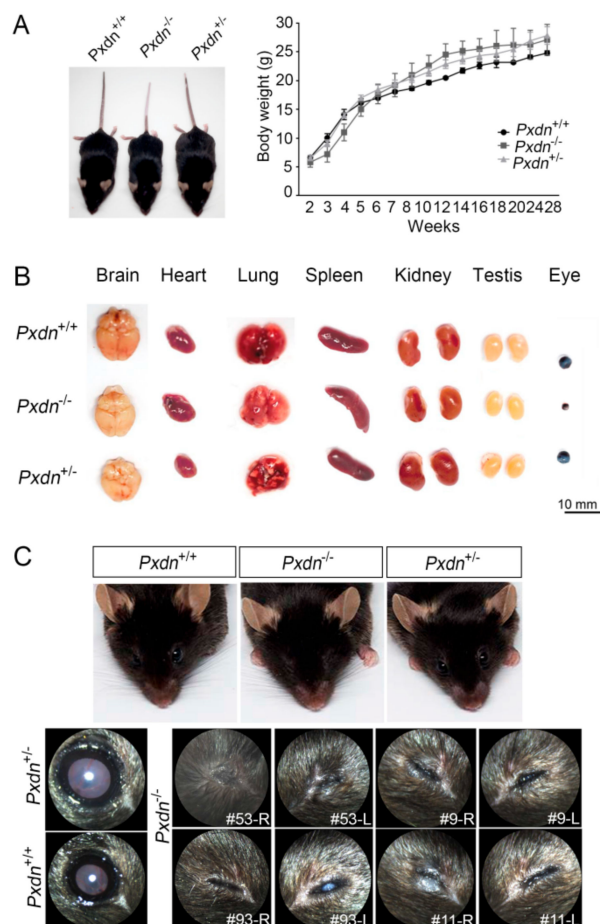 A
Pxdn+/+
Pxdn-/-
Pxdn+/-
Body weight (g)
30
25
20
15
10
5
0
2 3 4 5 6 7 8 10 12 14 16 18 20 24 28
Weeks
Pxdn+/+
Pxdn-/-
Pxdn+/-
B
Brain Heart Lung Spleen Kidney Testis Eye
Pxdn+/+
Pxdn-/-
Pxdn+/-
10 mm
C
Pxdn+/+ Pxdn-/- Pxdn+/-
Pxdn+/-
Pxdn-/-
#53-R #53-L #9-R #9-L
Pxdn+/+
#93-R #93-L #11-R #11-L